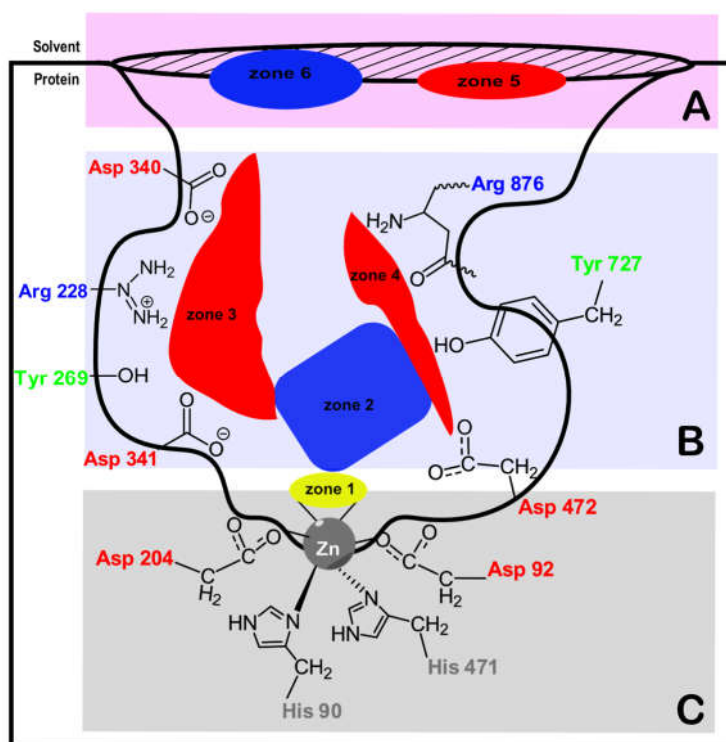 Solvent
Protein
zone 6
zone 5
A
Asp 340
O
O
⊖
H₂N
Arg 876
O
Tyr 727
CH₂
HO
Arg 228
NH₂
N
⊕
NH₂
zone 3
zone 4
Tyr 269
OH
zone 2
O
O
⊖
Asp 341
B
O
O
C
CH₂
Asp 472
zone 1
Zn
Asp 204
O
O
C
H₂C
O
O
C
CH₂
Asp 92
HN
N
N
HN
CH₂
His 471
CH₂
His 90
C